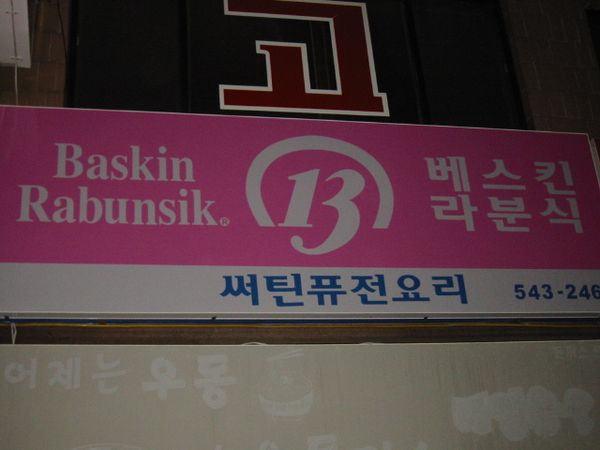 고
Baskin
Rabunsik®
13
베스킨
라분식
써틴퓨전요리
543-246
어제는 우동